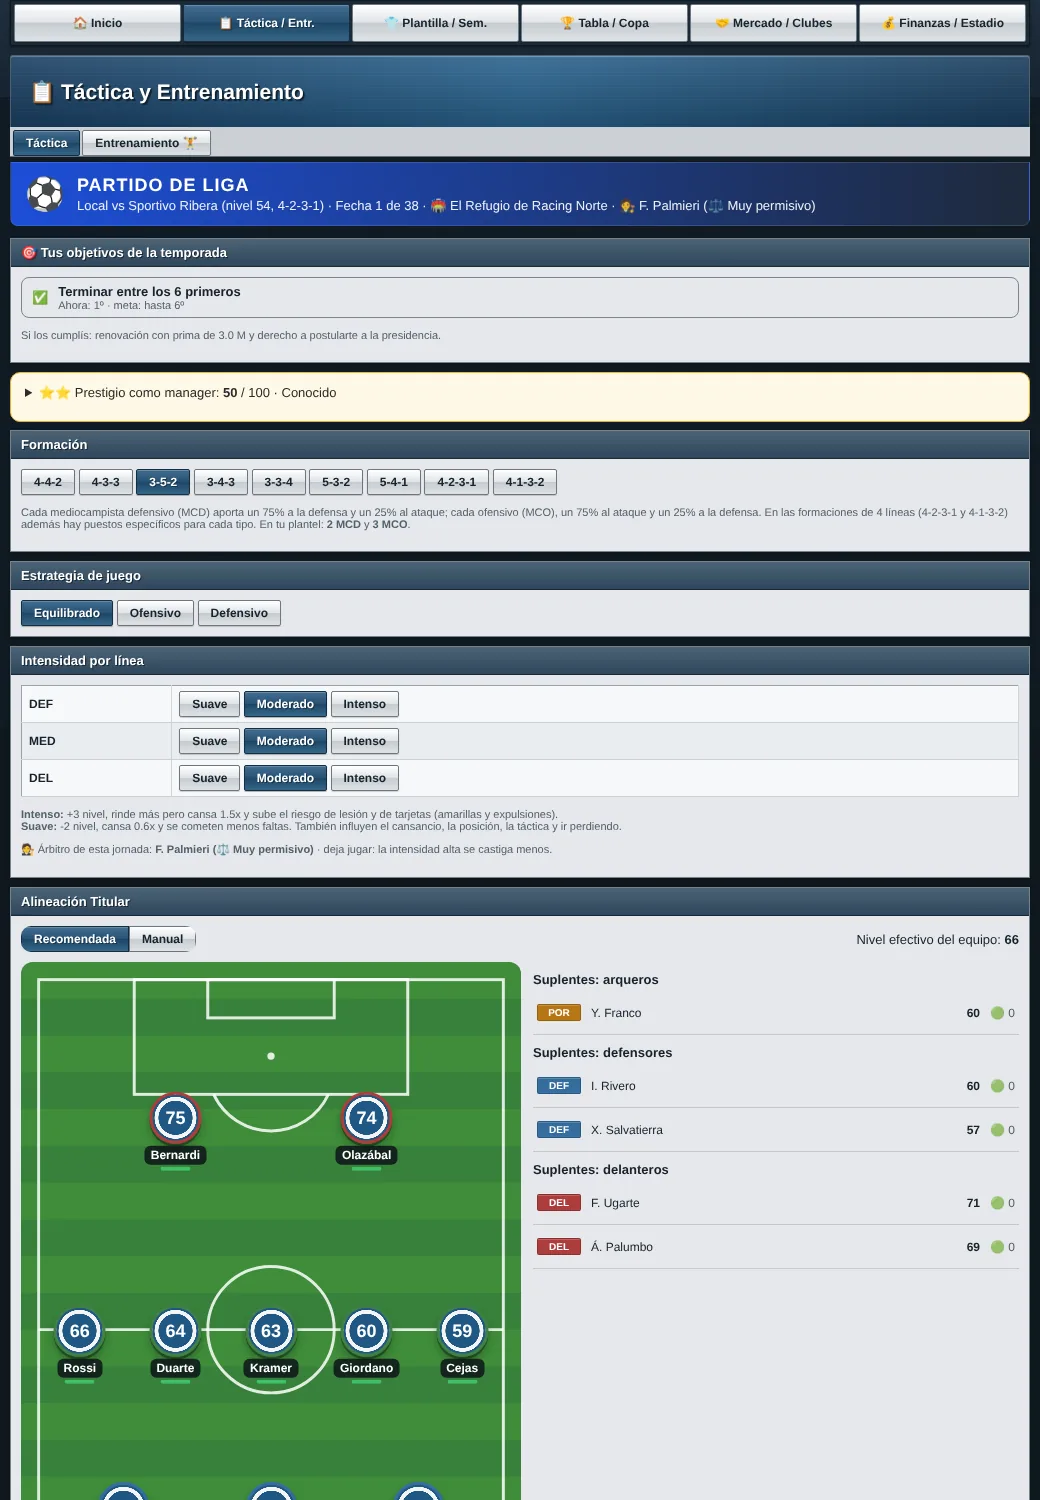 🏠 Inicio
📋 Táctica / Entr.
👕 Plantilla / Sem.
🏆 Tabla / Copa
🤝 Mercado / Clubes
💰 Finanzas / Estadio
📋 Táctica y Entrenamiento
Táctica
Entrenamiento 🏋️
PARTIDO DE LIGA
Local vs Sportivo Ribera (nivel 54, 4-2-3-1) · Fecha 1 de 38 · 🏟️ El Refugio de Racing Norte · 🧑‍⚖️ F. Palmieri (⚖️ Muy permisivo)
🎯 Tus objetivos de la temporada
✅ Terminar entre los 6 primeros
Ahora: 1º · meta: hasta 6º
Si los cumplís: renovación con prima de 3.0 M y derecho a postularte a la presidencia.
▶ ⭐⭐ Prestigio como manager: 50 / 100 · Conocido
Formación
4-4-2
4-3-3
3-5-2
3-4-3
3-3-4
5-3-2
5-4-1
4-2-3-1
4-1-3-2
Cada mediocampista defensivo (MCD) aporta un 75% a la defensa y un 25% al ataque; cada ofensivo (MCO), un 75% al ataque y un 25% a la defensa. En las formaciones de 4 líneas (4-2-3-1 y 4-1-3-2)
además hay puestos específicos para cada tipo. En tu plantel: 2 MCD y 3 MCO.
Estrategia de juego
Equilibrado
Ofensivo
Defensivo
Intensidad por línea
DEF
Suave
Moderado
Intenso
MED
Suave
Moderado
Intenso
DEL
Suave
Moderado
Intenso
Intenso: +3 nivel, rinde más pero cansa 1.5x y sube el riesgo de lesión y de tarjetas (amarillas y expulsiones).
Suave: -2 nivel, cansa 0.6x y se cometen menos faltas. También influyen el cansancio, la posición, la táctica y ir perdiendo.
🧑‍⚖️ Árbitro de esta jornada: F. Palmieri (⚖️ Muy permisivo) · deja jugar: la intensidad alta se castiga menos.
Alineación Titular
Recomendada
Manual
Nivel efectivo del equipo: 66
75
Bernardi
74
Olazábal
66
Rossi
64
Duarte
63
Kramer
60
Giordano
59
Cejas
Suplentes: arqueros
POR
Y. Franco
60
🟢 0
Suplentes: defensores
DEF
I. Rivero
60
🟢 0
DEF
X. Salvatierra
57
🟢 0
Suplentes: delanteros
DEL
F. Ugarte
71
🟢 0
DEL
Á. Palumbo
69
🟢 0